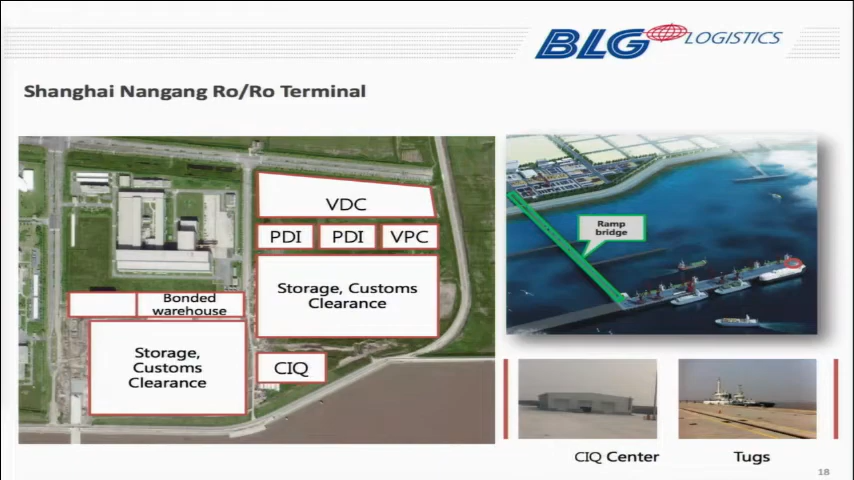 BLG LOGISTICS
Shanghai Nangang Ro/Ro Terminal
VDC
PDI
PDI
VPC
Storage, Customs
Clearance
Bonded
warehouse
Storage,
Customs
Clearance
CIQ
Ramp
bridge
CIQ Center
Tugs
18